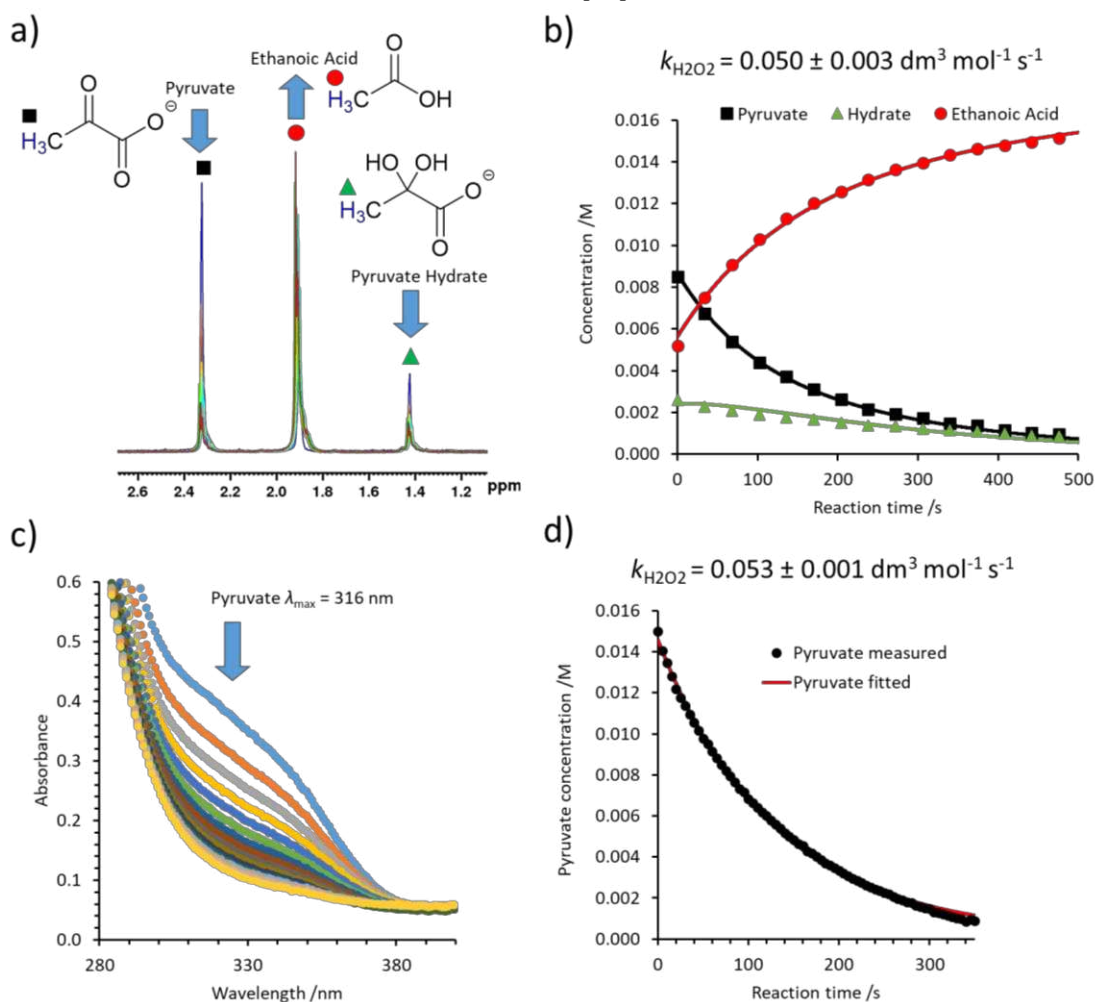 a)
Ethanoic Acid
O
H3C
OH
Pyruvate
O
O⊖
H3C
O
HO OH
O⊖
H3C
O
Pyruvate Hydrate
2.6 2.4 2.2 2.0 1.8 1.6 1.4 1.2 ppm
b)
kH2O2 = 0.050 ± 0.003 dm³ mol⁻¹ s⁻¹
Pyruvate Hydrate Ethanoic Acid
0.016
0.014
0.012
0.010
0.008
0.006
0.004
0.002
0.000
Concentration /M
0 100 200 300 400 500
Reaction time /s
c)
Pyruvate λmax = 316 nm
0.6
0.5
0.4
0.3
0.2
0.1
0.0
Absorbance
280 330 380
Wavelength /nm
d)
kH2O2 = 0.053 ± 0.001 dm³ mol⁻¹ s⁻¹
Pyruvate measured
Pyruvate fitted
0.016
0.014
0.012
0.010
0.008
0.006
0.004
0.002
0.000
Pyruvate concentration /M
0 100 200 300
Reaction time /s